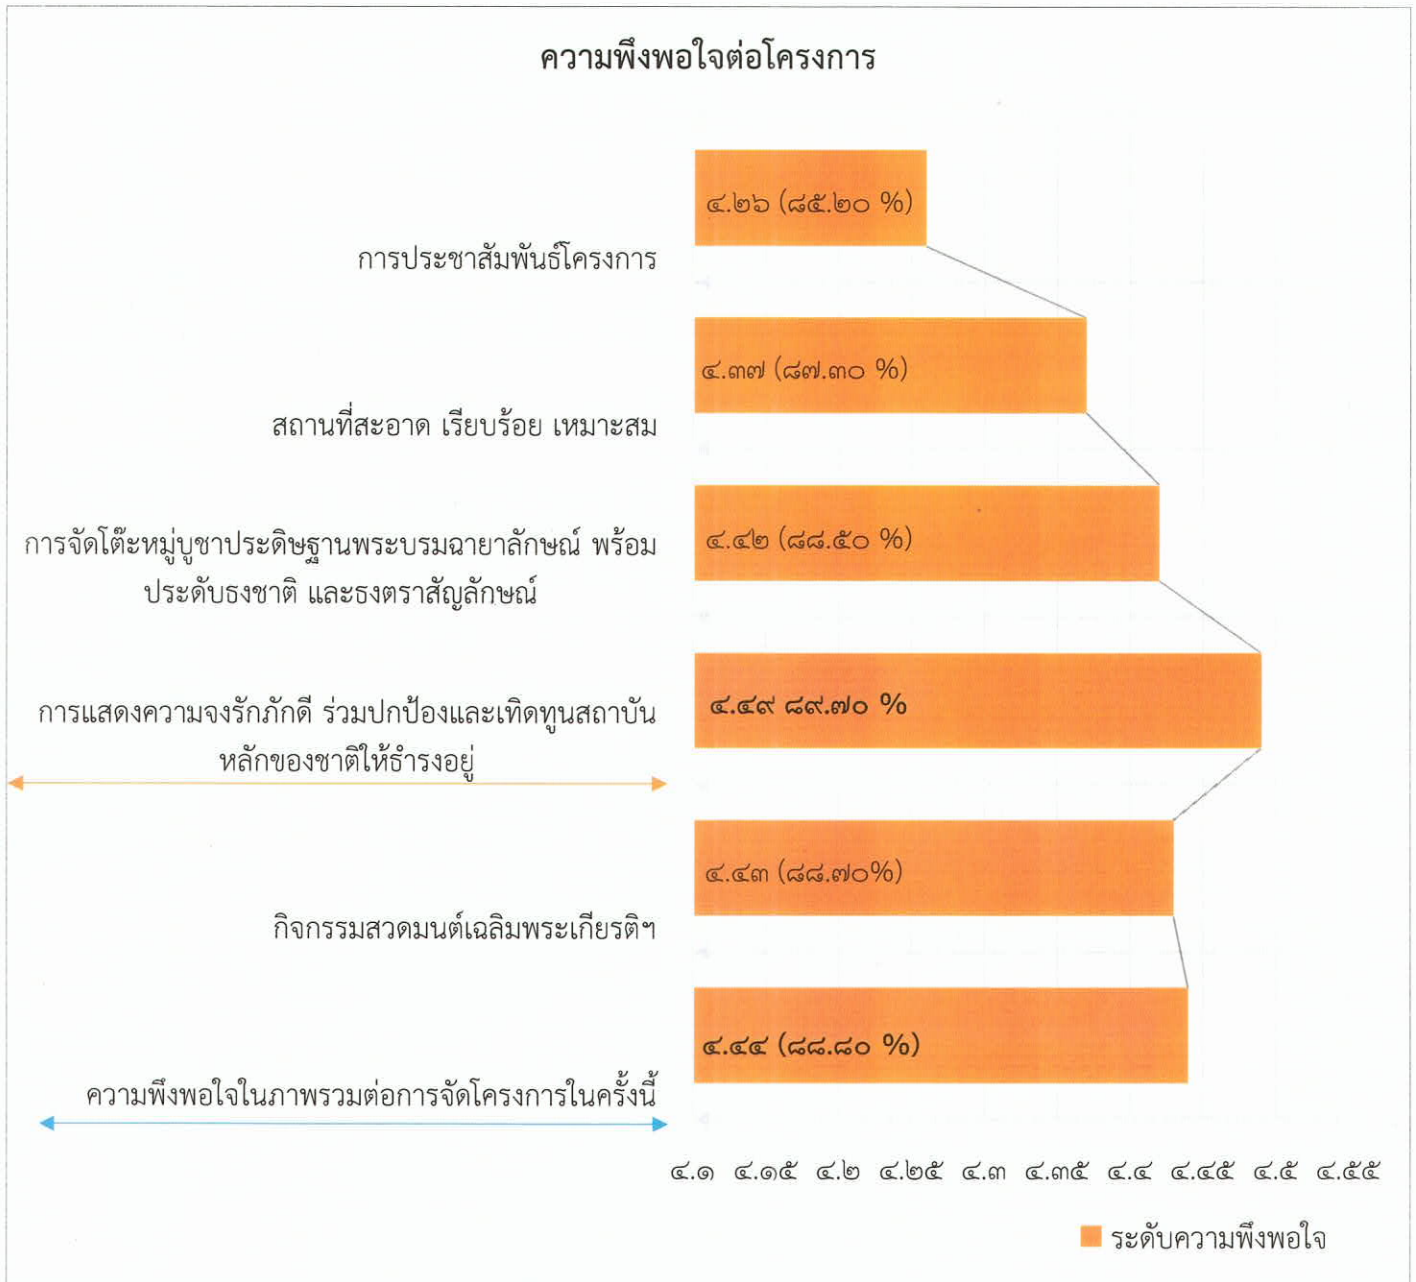 ความพึงพอใจต่อโครงการ
๔.๒๖ (๘๕.๒๐ %)
การประชาสัมพันธ์โครงการ
๔.๓๗ (๘๗.๓๐ %)
สถานที่สะอาด เรียบร้อย เหมาะสม
๔.๔๒ (๘๘.๕๐ %)
การจัดโต๊ะหมู่บูชาประดิษฐานพระบรมฉายาลักษณ์ พร้อม
ประดับธงชาติ และธงตราสัญลักษณ์
๔.๔๙ ๘๙.๗๐ %
การแสดงความจงรักภักดี ร่วมปกป้องและเทิดทูนสถาบัน
หลักของชาติให้ธำรงอยู่
๔.๔๓ (๘๘.๗๐%)
กิจกรรมสวดมนต์เฉลิมพระเกียรติฯ
๔.๔๔ (๘๘.๘๐ %)
ความพึงพอใจในภาพรวมต่อการจัดโครงการในครั้งนี้
๔.๑ ๔.๑๕ ๔.๒ ๔.๒๕ ๔.๓ ๔.๓๕ ๔.๔ ๔.๔๕ ๔.๕ ๔.๕๕
ระดับความพึงพอใจ